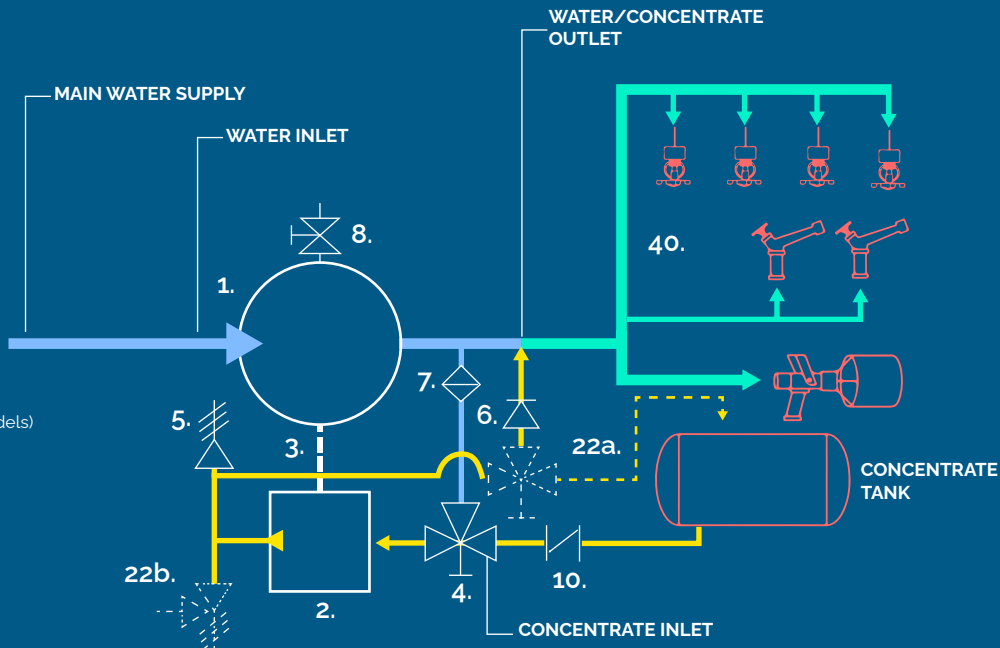 WATER/CONCENTRATE
OUTLET
MAIN WATER SUPPLY
WATER INLET
8.
40.
1.
7.
6.
5.
dels)
3.
22a.
CONCENTRATE
TANK
22b.
4.
10.
2.
CONCENTRATE INLET